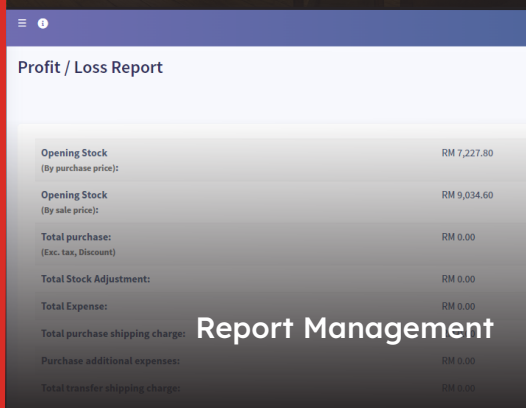 Profit / Loss Report
Opening Stock RM 7,227.80
(By purchase price):
Opening Stock RM 9,034.60
(By sale price):
Total purchase: RM 0.00
(Exc. tax, Discount)
Total Stock Adjustment: RM 0.00
Total Expense: RM 0.00
Total purchase shipping charge:
Report Management
Purchase additional expenses: RM 0.00
Total transfer shipping charge: RM 0.00